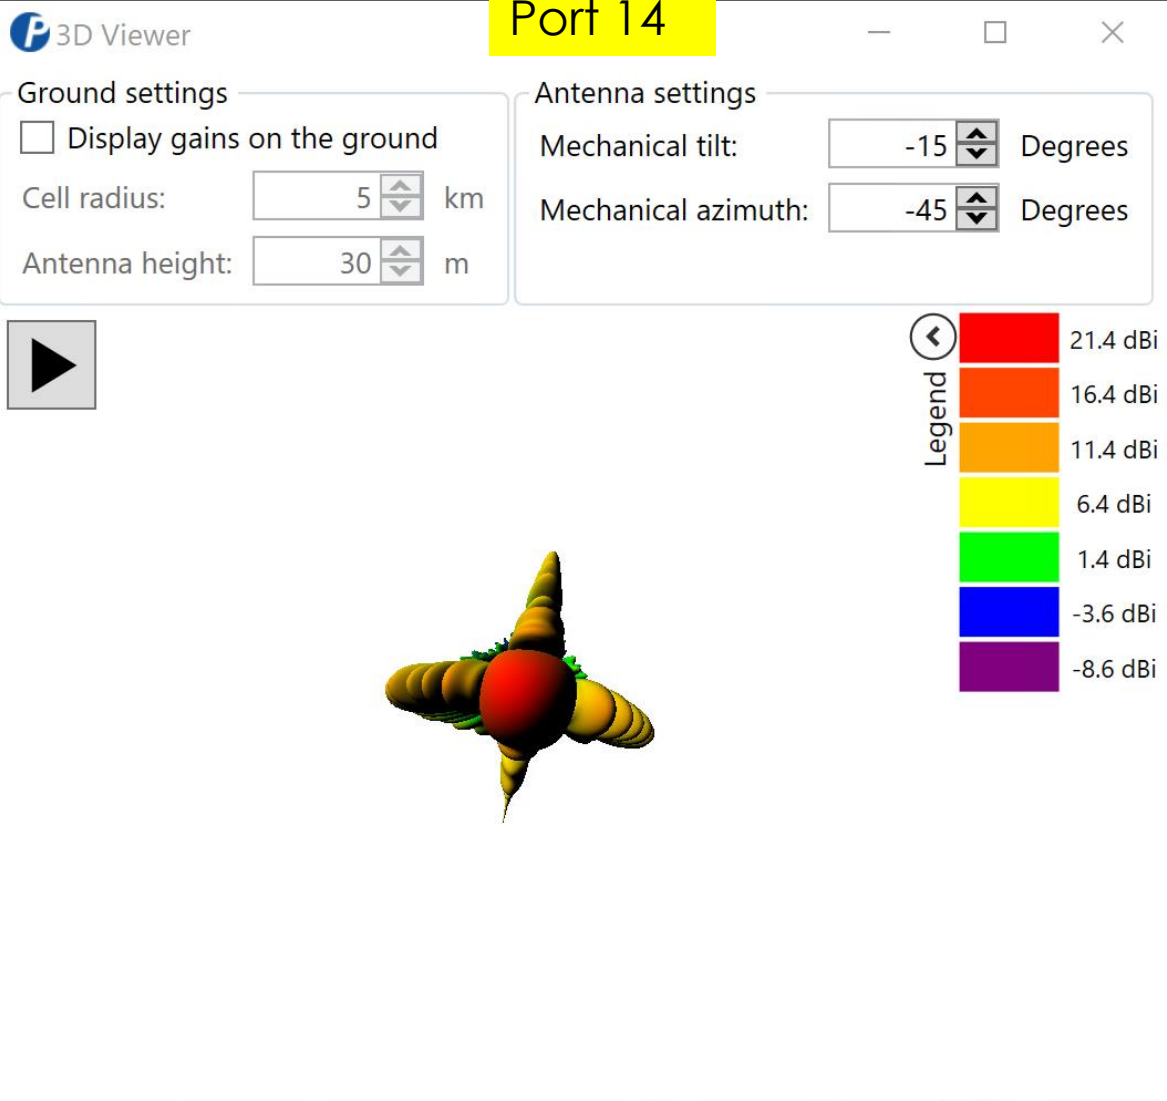 Port 14
3D Viewer
Ground settings
Display gains on the ground
Cell radius: 5 km
Antenna height: 30 m
Antenna settings
Mechanical tilt: -15 Degrees
Mechanical azimuth: -45 Degrees
Legend
21.4 dBi
16.4 dBi
11.4 dBi
6.4 dBi
1.4 dBi
-3.6 dBi
-8.6 dBi